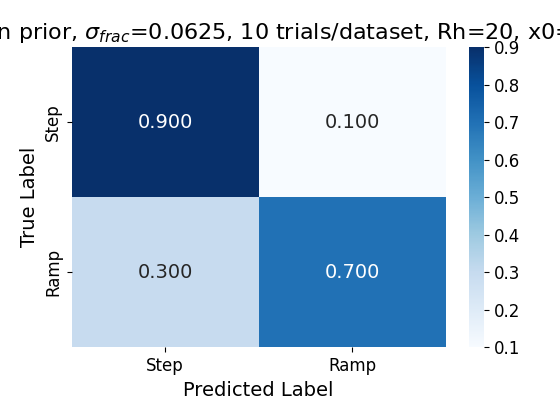 n prior, σfrac=0.0625, 10 trials/dataset, Rh=20, x0=
0.9
Step 0.900 0.100
0.8
0.7
0.6
True Label
0.5
0.4
Ramp 0.300 0.700
0.3
0.2
0.1
Step Ramp
Predicted Label